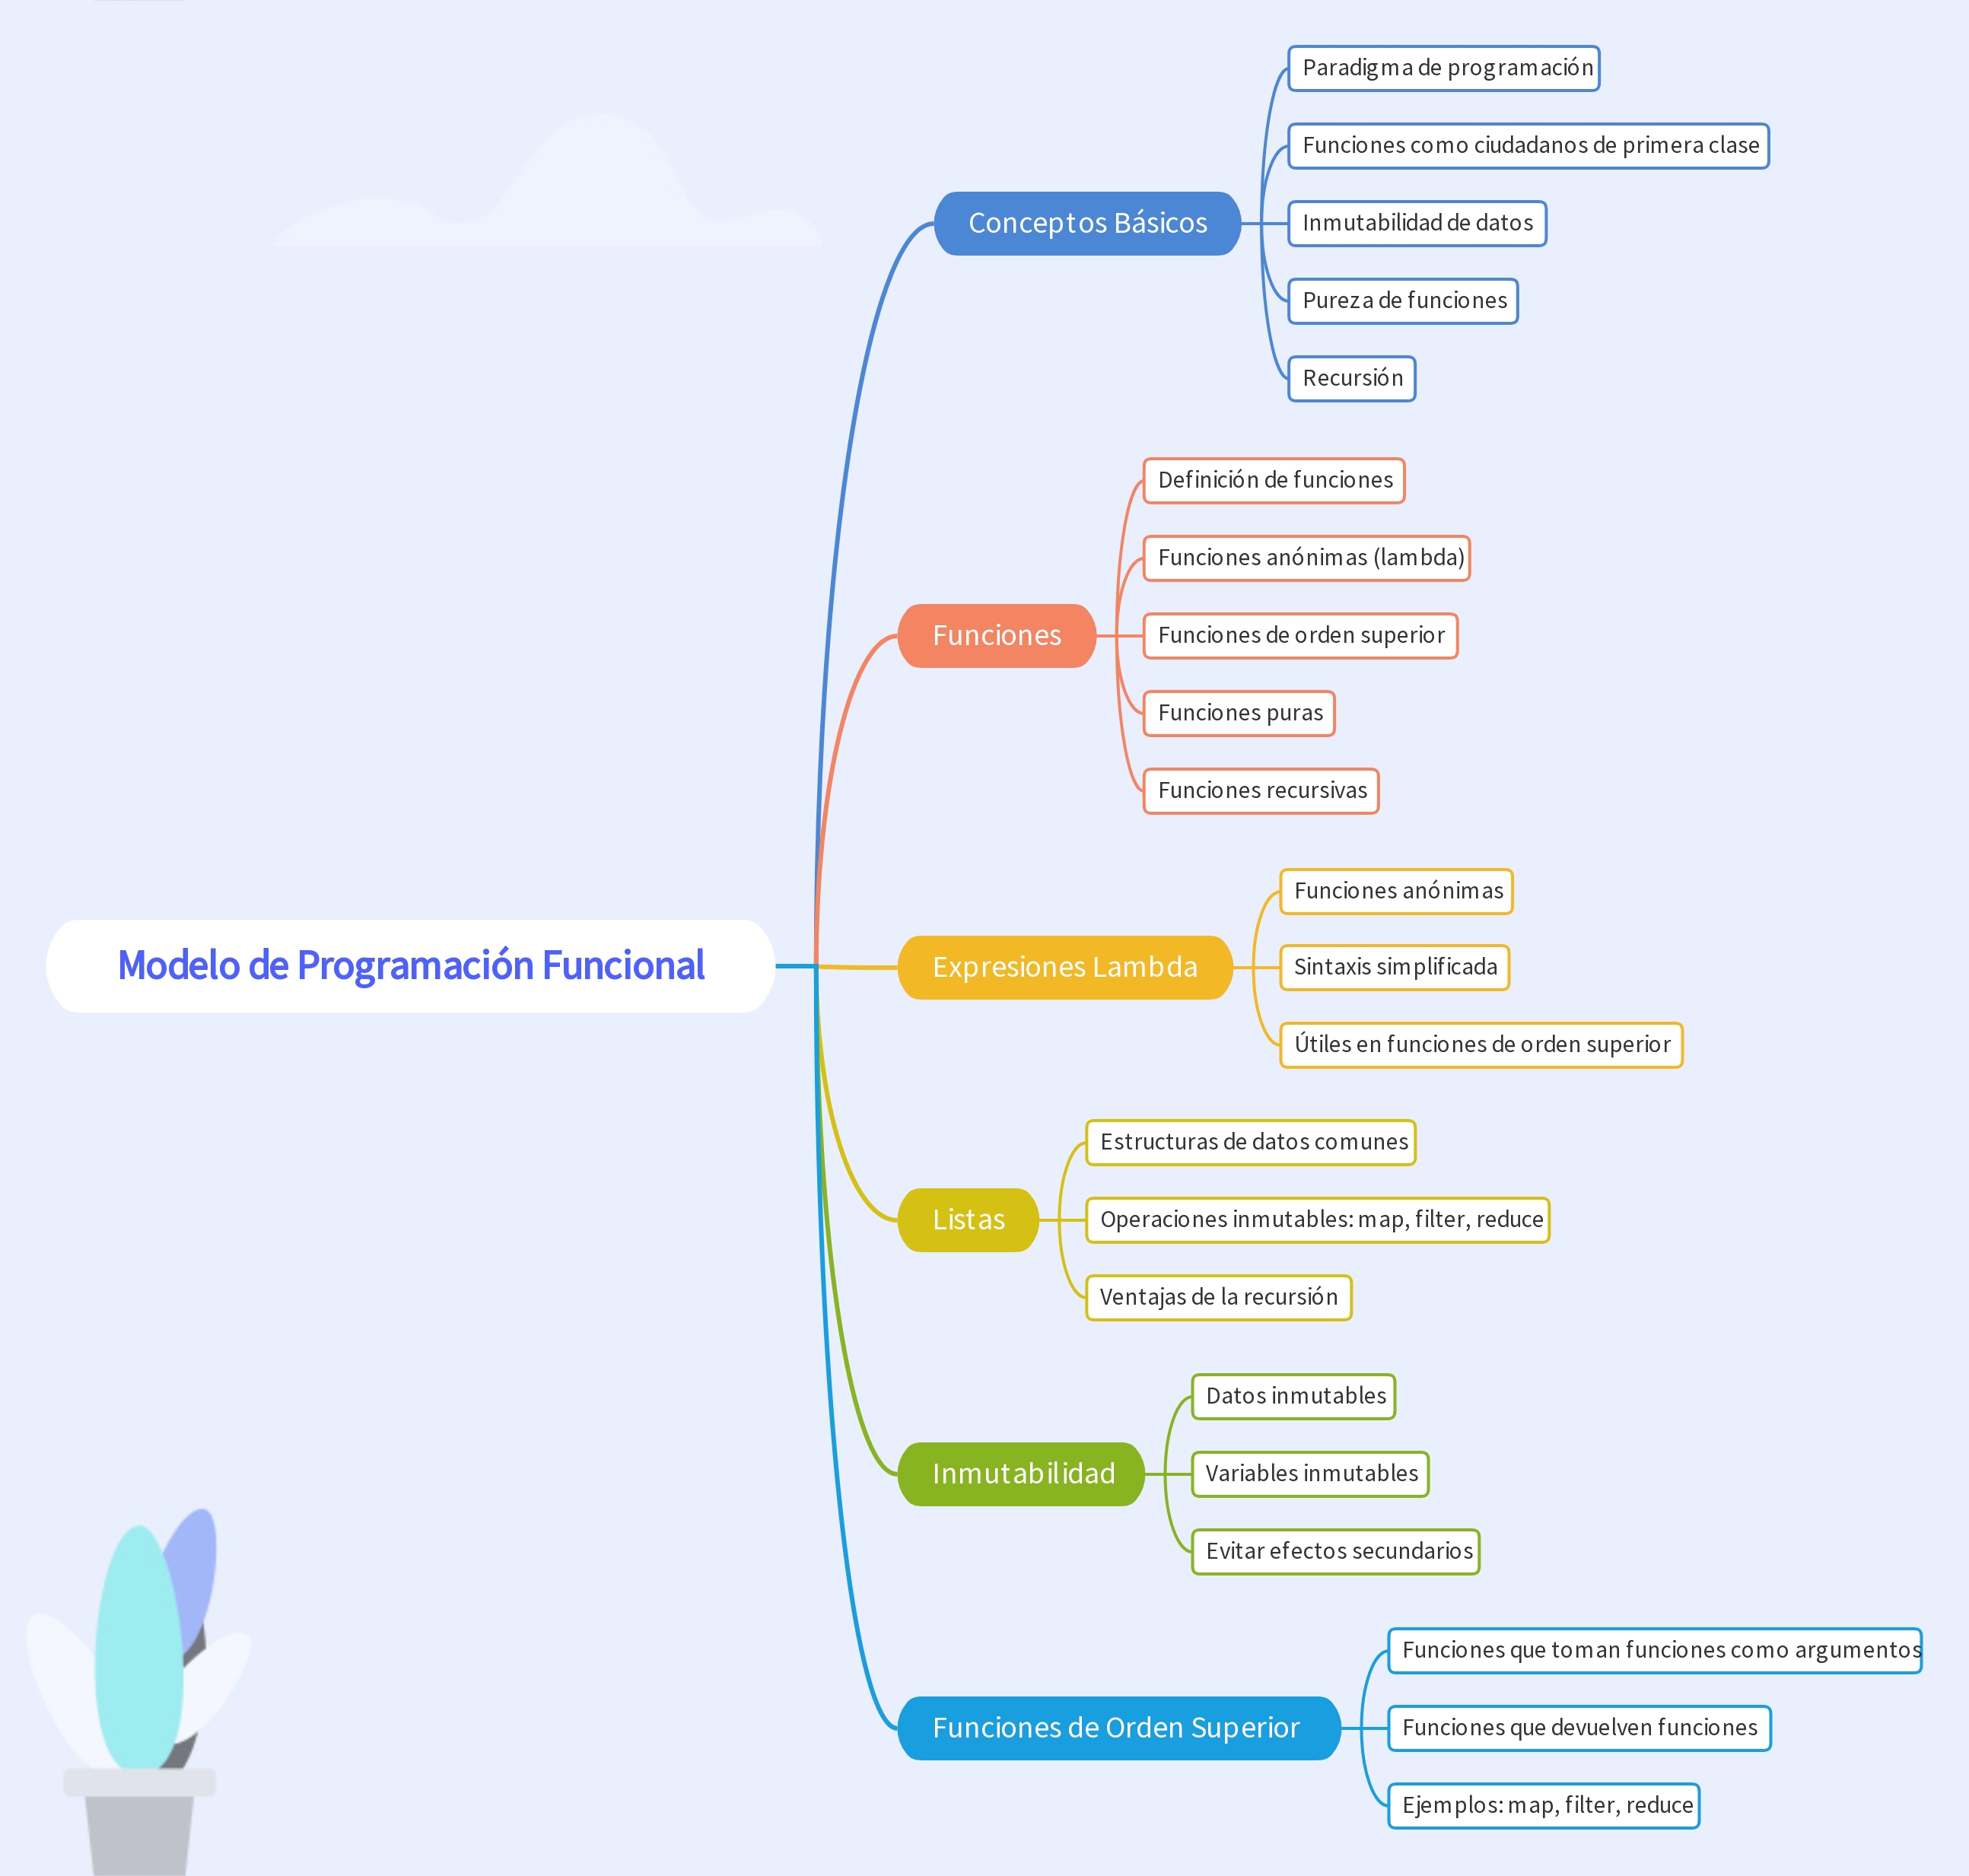 Modelo de Programación Funcional
Conceptos Básicos
Paradigma de programación
Funciones como ciudadanos de primera clase
Inmutabilidad de datos
Pureza de funciones
Recursión
Funciones
Definición de funciones
Funciones anónimas (lambda)
Funciones de orden superior
Funciones puras
Funciones recursivas
Expresiones Lambda
Funciones anónimas
Sintaxis simplificada
Útiles en funciones de orden superior
Listas
Estructuras de datos comunes
Operaciones inmutables: map, filter, reduce
Ventajas de la recursión
Inmutabilidad
Datos inmutables
Variables inmutables
Evitar efectos secundarios
Funciones de Orden Superior
Funciones que toman funciones como argumentos
Funciones que devuelven funciones
Ejemplos: map, filter, reduce